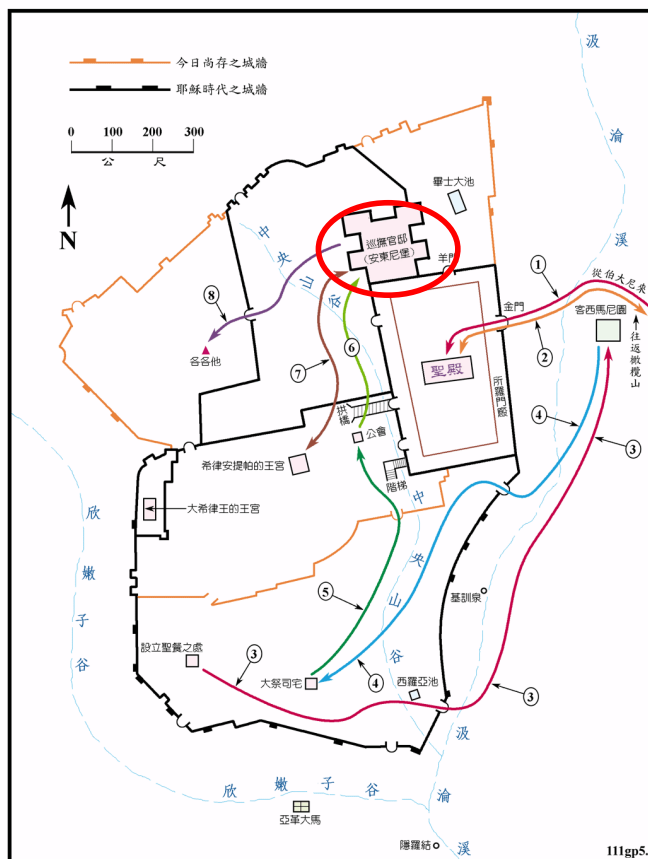 今日尚存之城牆
耶穌時代之城牆
0 100 200 300
公 尺
N
汲淪溪
畢士大池
中央山谷
巡撫官邸
(安東尼堡)
羊門
①
從伯大尼來
金門
②
客西馬尼園
往返橄欖山
⑧
各各他
⑥
⑦
聖殿
所羅門廊
④
③
拱橋
公會
希律安提帕的王宮
階梯
大希律王的王宮
中央山谷
欣嫩子谷
⑤
基訓泉
設立聖餐之處
③
大祭司宅
④
西羅亞池
③
汲淪溪
欣嫩子谷
亞革大馬
隱羅結
111gp5.